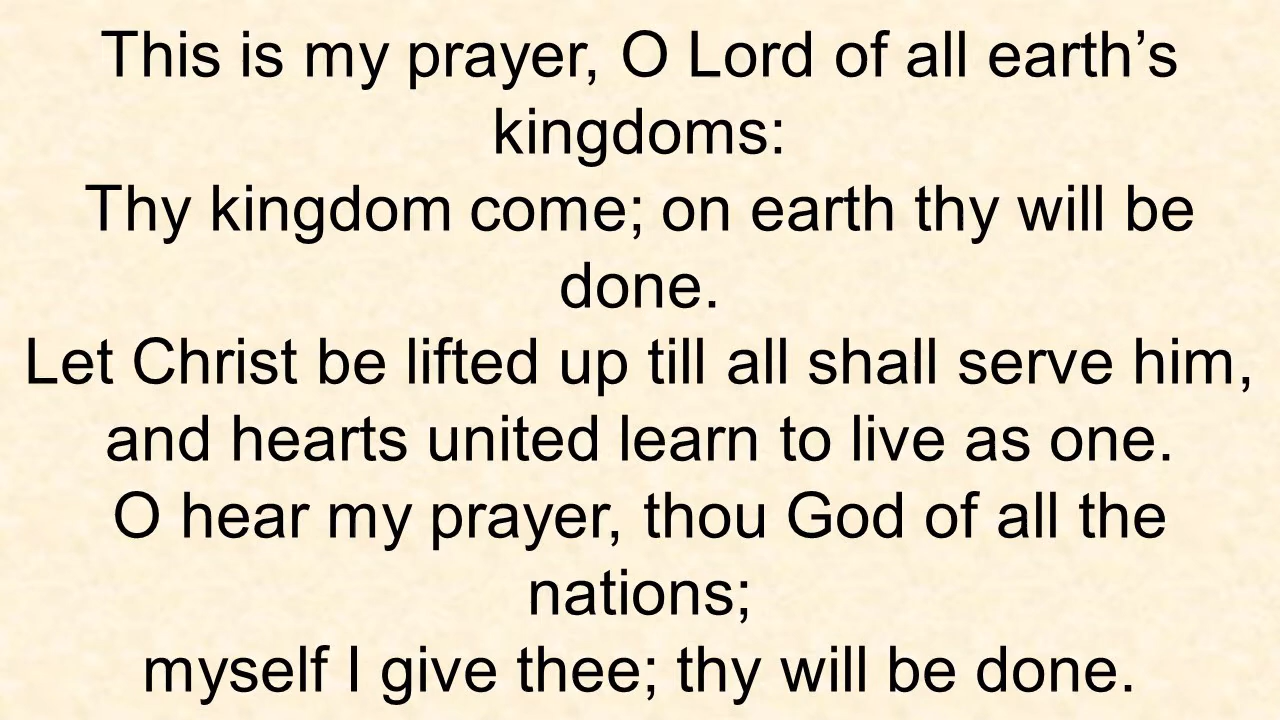 This is my prayer, O Lord of all earth’s
kingdoms:
Thy kingdom come; on earth thy will be
done.
Let Christ be lifted up till all shall serve him,
and hearts united learn to live as one.
O hear my prayer, thou God of all the
nations;
myself I give thee; thy will be done.